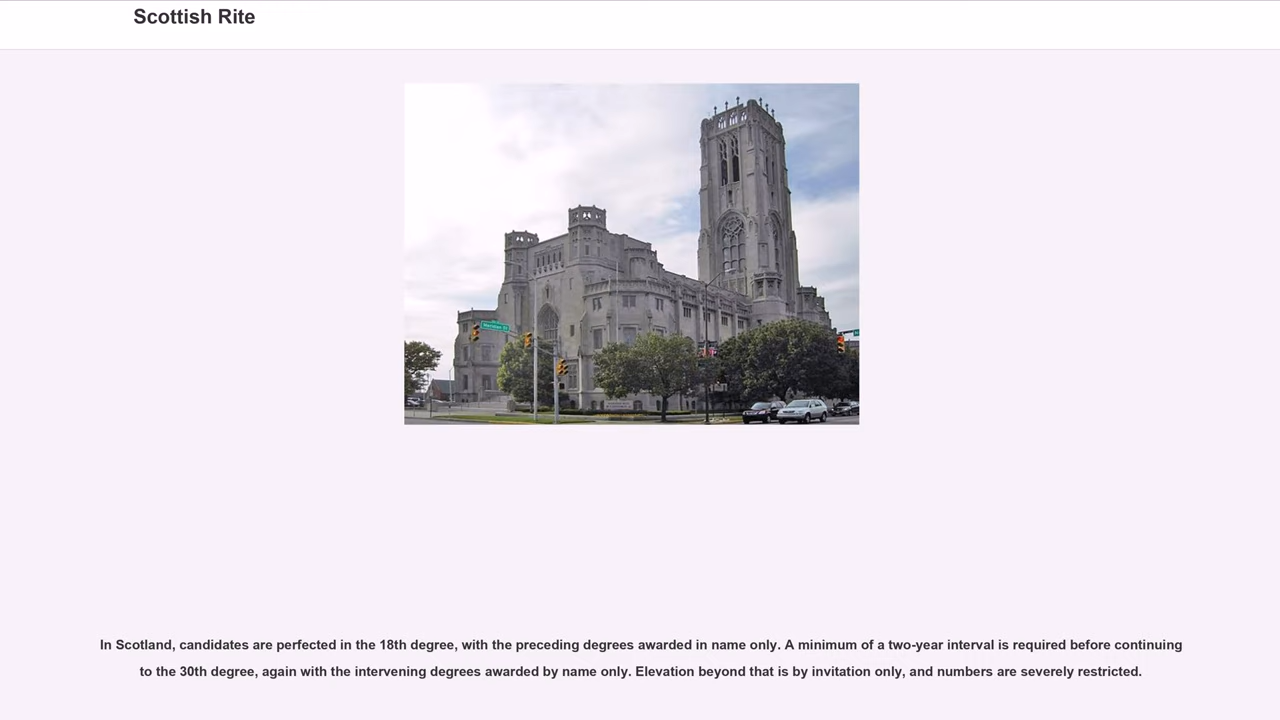 Scottish Rite
Meridian St
In Scotland, candidates are perfected in the 18th degree, with the preceding degrees awarded in name only. A minimum of a two-year interval is required before continuing
to the 30th degree, again with the intervening degrees awarded by name only. Elevation beyond that is by invitation only, and numbers are severely restricted.